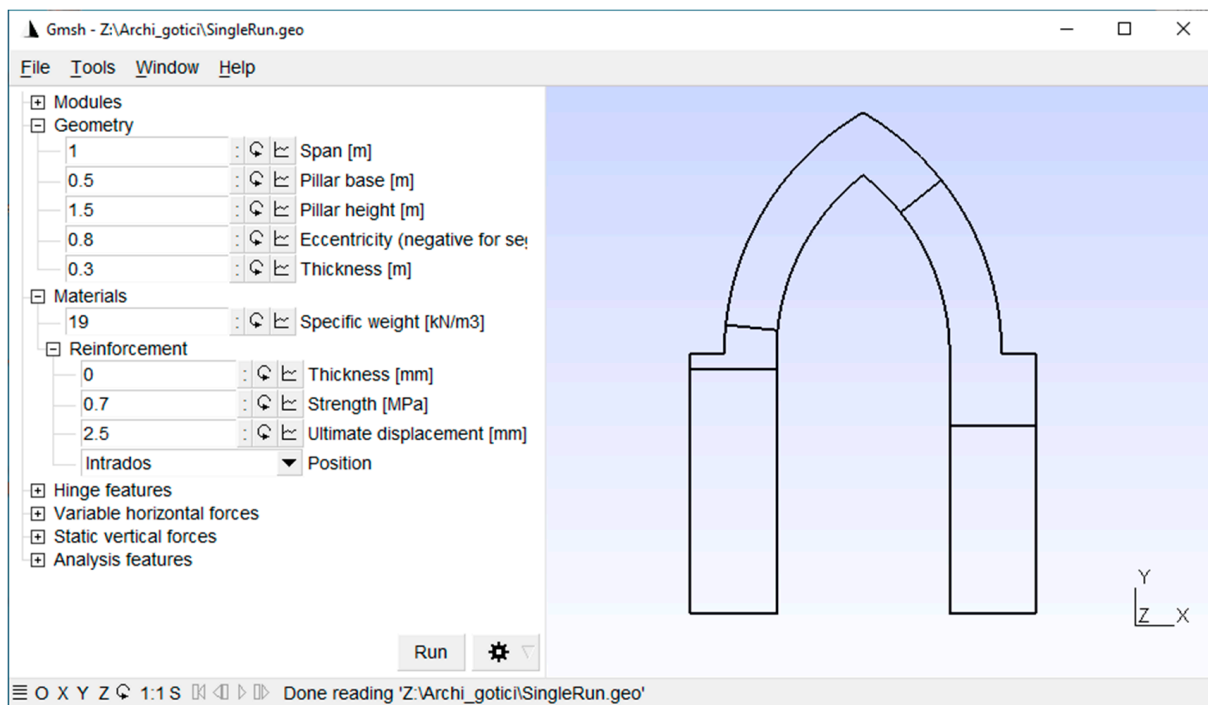 Gmsh - Z:\Archi_gotici\SingleRun.geo
File Tools Window Help
Modules
Geometry
1 : Span [m]
0.5 : Pillar base [m]
1.5 : Pillar height [m]
0.8 : Eccentricity (negative for se
0.3 : Thickness [m]
Materials
19 : Specific weight [kN/m3]
Reinforcement
0 : Thickness [mm]
0.7 : Strength [MPa]
2.5 : Ultimate displacement [mm]
Intrados Position
Hinge features
Variable horizontal forces
Static vertical forces
Analysis features
Y
Z X
Run
O X Y Z 1:1 S Done reading 'Z:\Archi_gotici\SingleRun.geo'